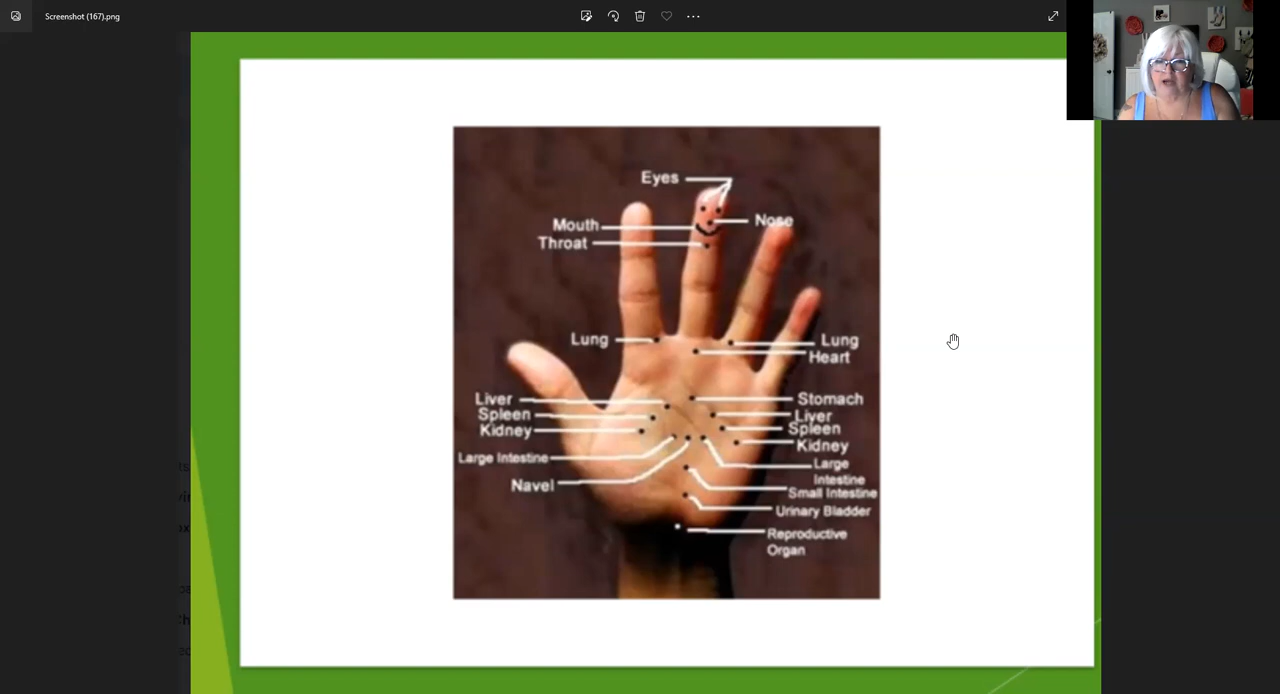 Screenshot (167).png
Eyes
Mouth
Nose
Throat
Lung
Lung
Heart
Liver
Stomach
Spleen
Liver
Kidney
Spleen
Kidney
Large Intestine
Large
Intestine
Navel
Small Intestine
Urinary Bladder
Reproductive
Organ